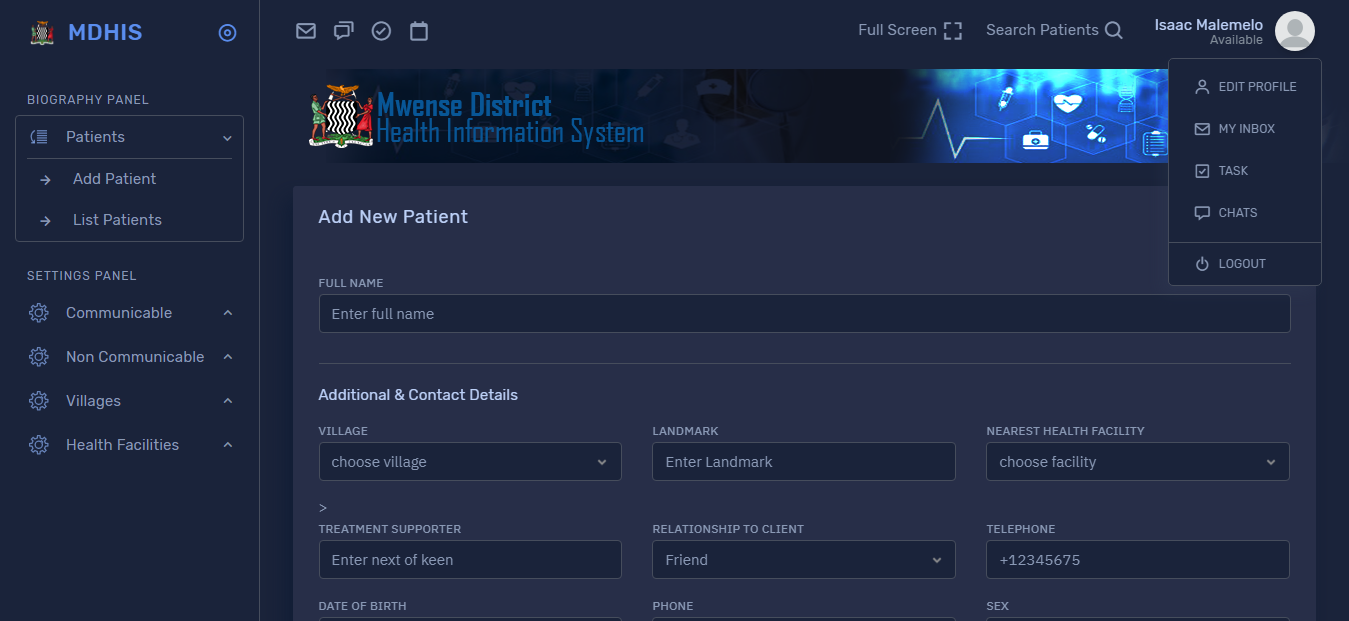 MDHIS
Full Screen
Search Patients
Isaac Malemelo
Available
EDIT PROFILE
MY INBOX
TASK
CHATS
LOGOUT
BIOGRAPHY PANEL
Patients
Add Patient
List Patients
SETTINGS PANEL
Communicable
Non Communicable
Villages
Health Facilities
Mwense District
Health Information System
Add New Patient
FULL NAME
Enter full name
Additional & Contact Details
VILLAGE LANDMARK NEAREST HEALTH FACILITY
choose village Enter Landmark choose facility
>
TREATMENT SUPPORTER RELATIONSHIP TO CLIENT TELEPHONE
Enter next of keen Friend +12345675
DATE OF BIRTH PHONE SEX